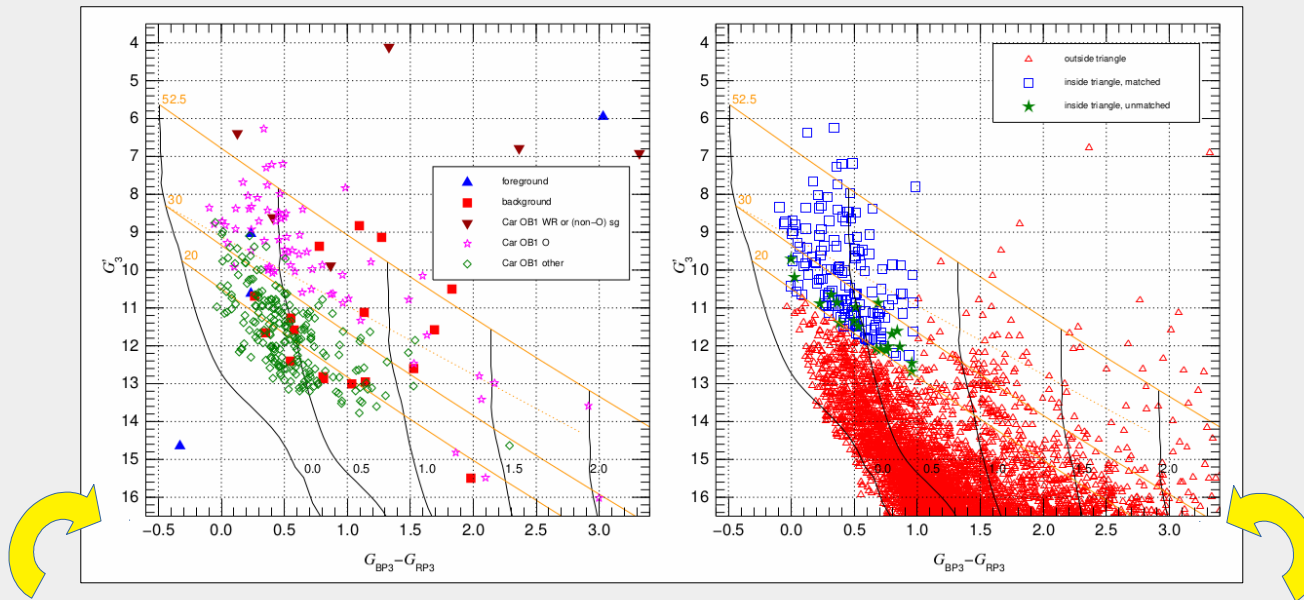 4
5
6
7
8
9
10
11
12
13
14
15
16
G'3
52.5
30
20
foreground
background
Car OB1 WR or (non−O) sg
Car OB1 O
Car OB1 other
0.0 0.5 1.0 1.5 2.0
−0.5 0.0 0.5 1.0 1.5 2.0 2.5 3.0
GBP3−GRP3
4
5
6
7
8
9
10
11
12
13
14
15
16
G'3
52.5
30
20
outside triangle
inside triangle, matched
inside triangle, unmatched
0.0 0.5 1.0 1.5 2.0
−0.5 0.0 0.5 1.0 1.5 2.0 2.5 3.0
GBP3−GRP3